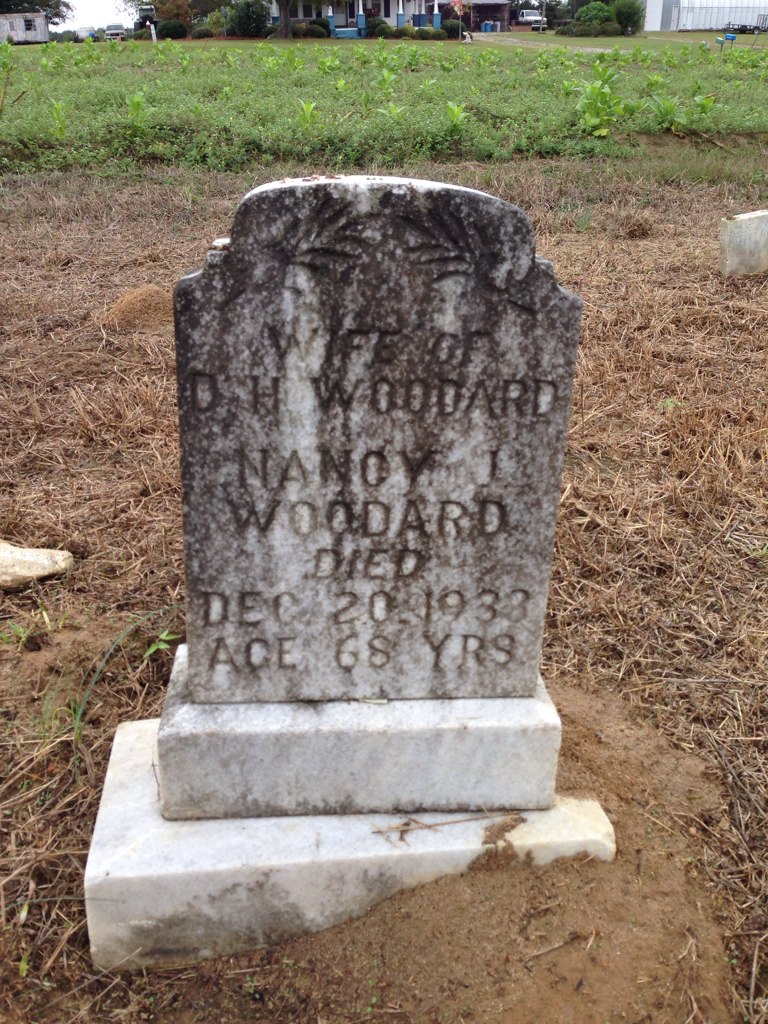 WIFE OF
D. H. WOODARD
NANCY J.
WOODARD
DIED
DEC. 20. 1933
AGE 68 YRS